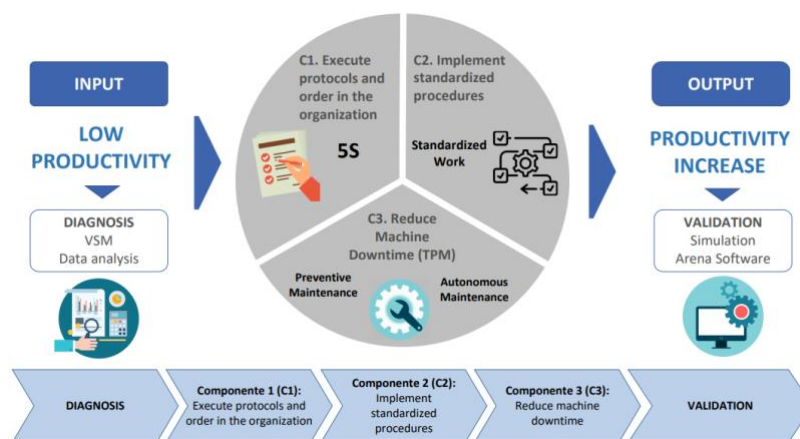 INPUT
LOW
PRODUCTIVITY
DIAGNOSIS
VSM
Data analysis
C1. Execute
protocols and
order in the
organization
5S
C2. Implement
standardized
procedures
Standardized
Work
C3. Reduce
Machine
Downtime (TPM)
Preventive
Maintenance
Autonomous
Maintenance
OUTPUT
PRODUCTIVITY
INCREASE
VALIDATION
Simulation
Arena Software
DIAGNOSIS
Componente 1 (C1):
Execute protocols and
order in the organization
Componente 2 (C2):
Implement
standardized
procedures
Componente 3 (C3):
Reduce machine
downtime
VALIDATION